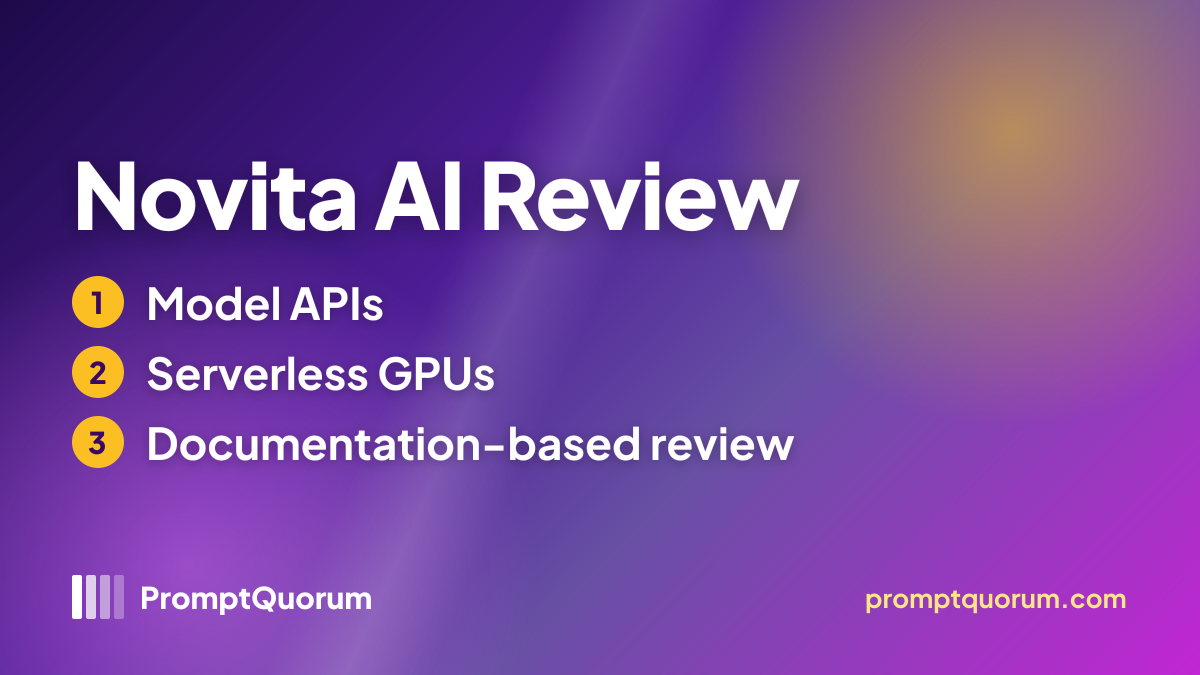 Novita AI Review
1 Model APIs
2 Serverless GPUs
3 Documentation-based review
PromptQuorum
promptquorum.com